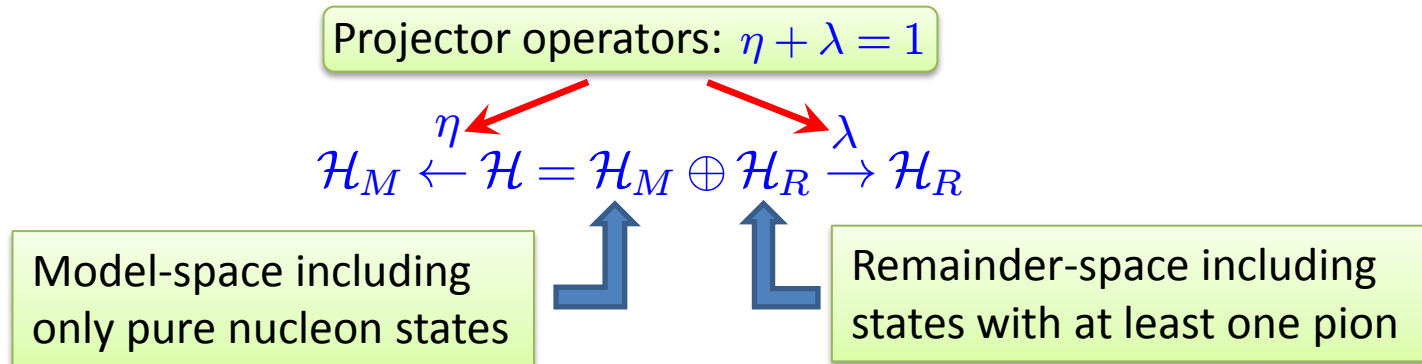 Projector operators: η + λ = 1
η λ
ℋ_M ← ℋ = ℋ_M ⊕ ℋ_R → ℋ_R
Model-space including
only pure nucleon states
Remainder-space including
states with at least one pion